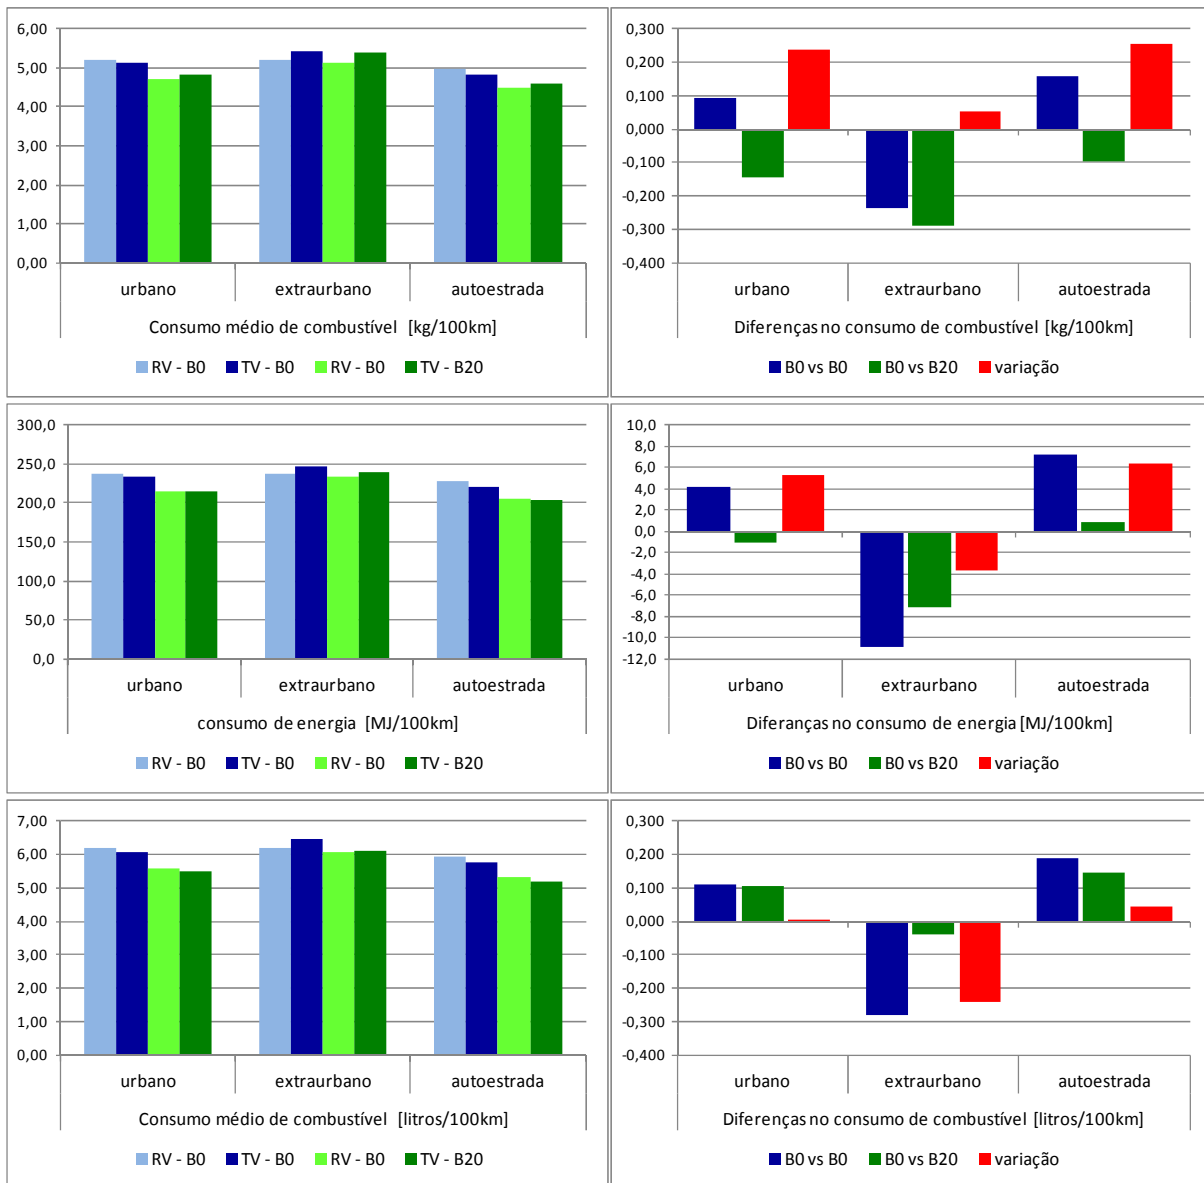 6,00
5,00
4,00
3,00
2,00
1,00
0,00
urbano extraurbano autoestrada
Consumo médio de combustível [kg/100km]
RV - B0 TV - B0 RV - B0 TV - B20
0,300
0,200
0,100
0,000
-0,100
-0,200
-0,300
-0,400
urbano extraurbano autoestrada
Diferenças no consumo de combustível [kg/100km]
B0 vs B0 B0 vs B20 variação
300,0
250,0
200,0
150,0
100,0
50,0
0,0
urbano extraurbano autoestrada
consumo de energia [MJ/100km]
RV - B0 TV - B0 RV - B0 TV - B20
10,0
8,0
6,0
4,0
2,0
0,0
-2,0
-4,0
-6,0
-8,0
-10,0
-12,0
urbano extraurbano autoestrada
Diferanças no consumo de energia [MJ/100km]
B0 vs B0 B0 vs B20 variação
7,00
6,00
5,00
4,00
3,00
2,00
1,00
0,00
urbano extraurbano autoestrada
Consumo médio de combustível [litros/100km]
RV - B0 TV - B0 RV - B0 TV - B20
0,300
0,200
0,100
0,000
-0,100
-0,200
-0,300
-0,400
urbano extraurbano autoestrada
Diferenças no consumo de combustível [litros/100km]
B0 vs B0 B0 vs B20 variação